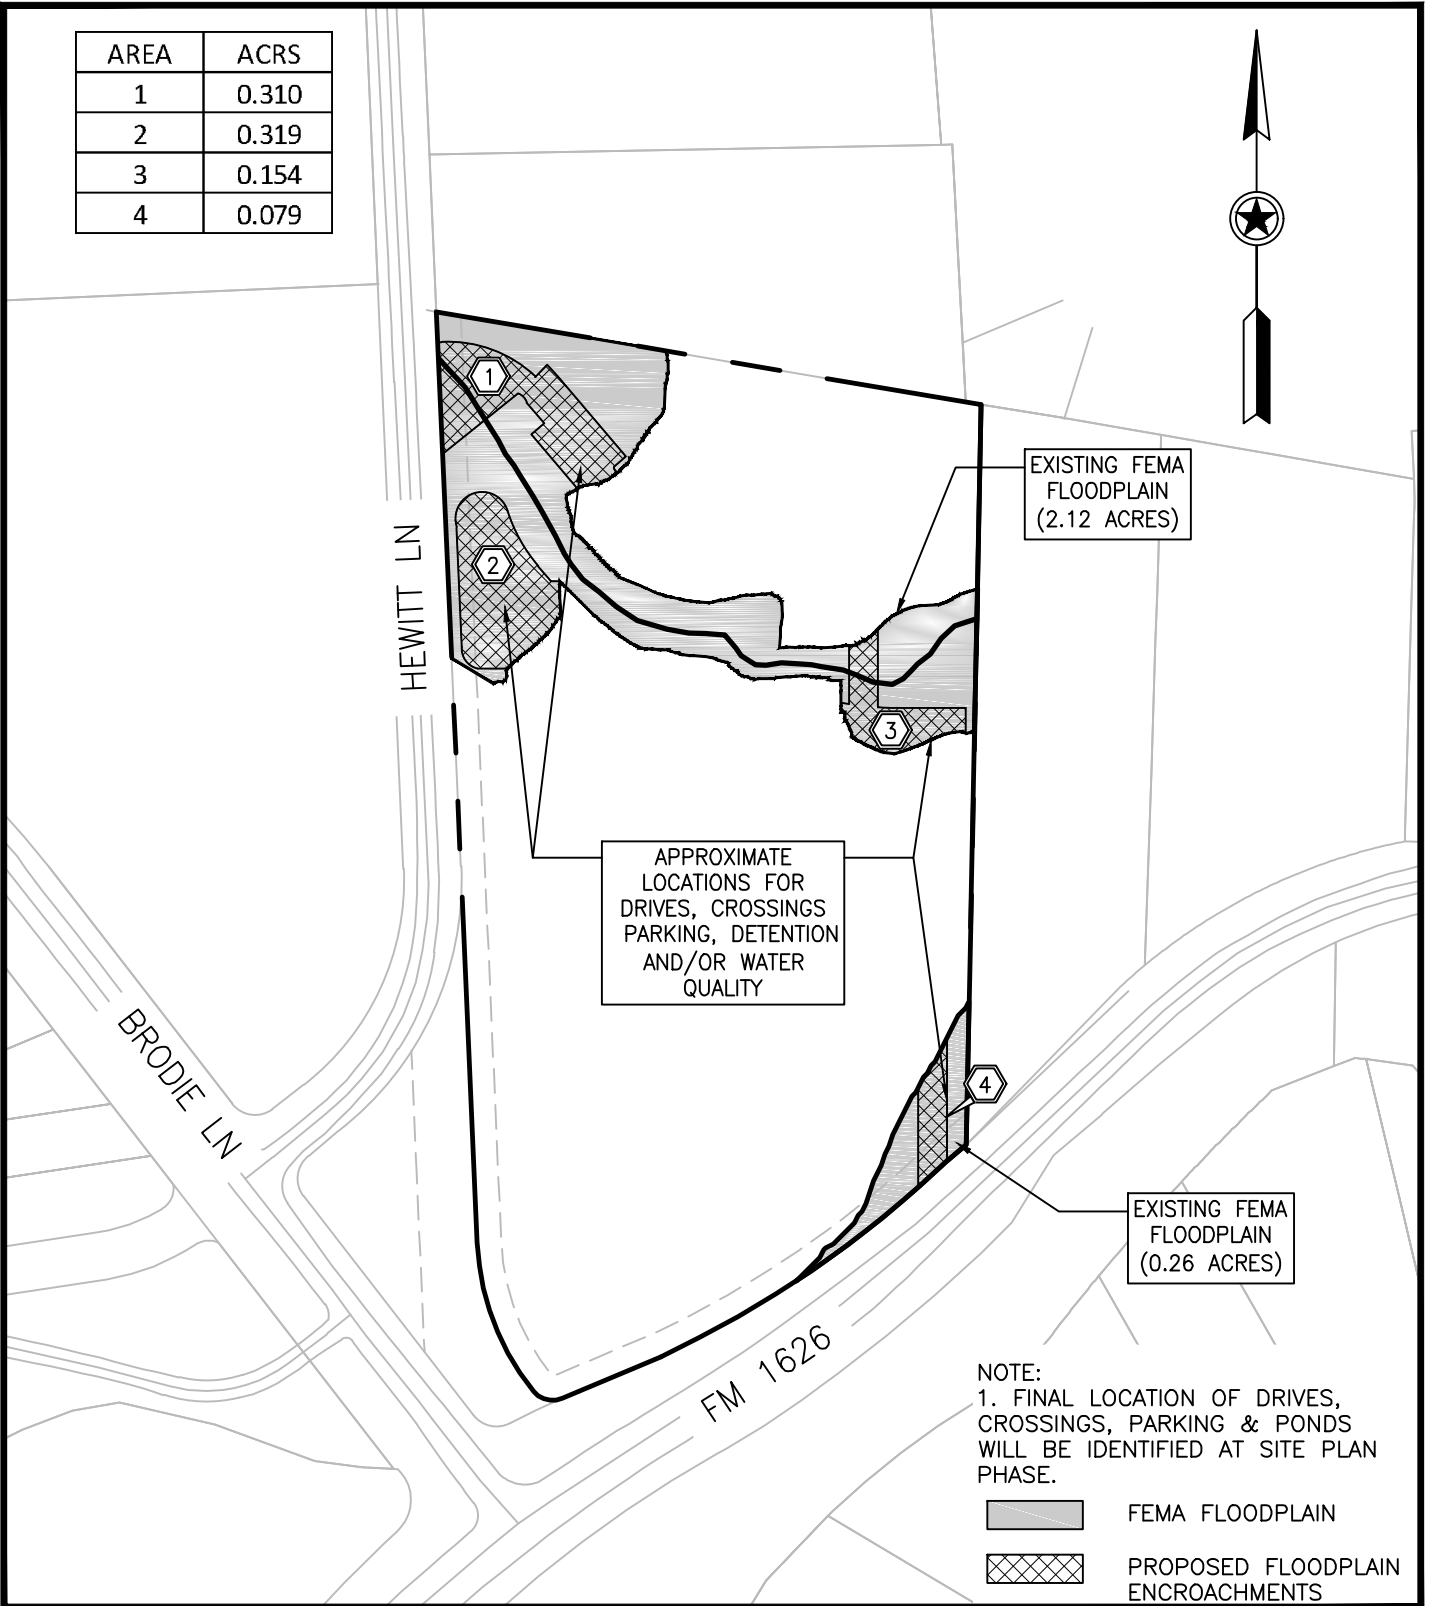 AREA ACRS
1 0.310
2 0.319
3 0.154
4 0.079
1
EXISTING FEMA
FLOODPLAIN
(2.12 ACRES)
HEWITT LN
2
3
APPROXIMATE
LOCATIONS FOR
DRIVES, CROSSINGS
PARKING, DETENTION
AND/OR WATER
QUALITY
BRODIE LN
4
EXISTING FEMA
FLOODPLAIN
(0.26 ACRES)
FM 1626
NOTE:
1. FINAL LOCATION OF DRIVES,
CROSSINGS, PARKING & PONDS
WILL BE IDENTIFIED AT SITE PLAN
PHASE.
FEMA FLOODPLAIN
PROPOSED FLOODPLAIN
ENCROACHMENTS